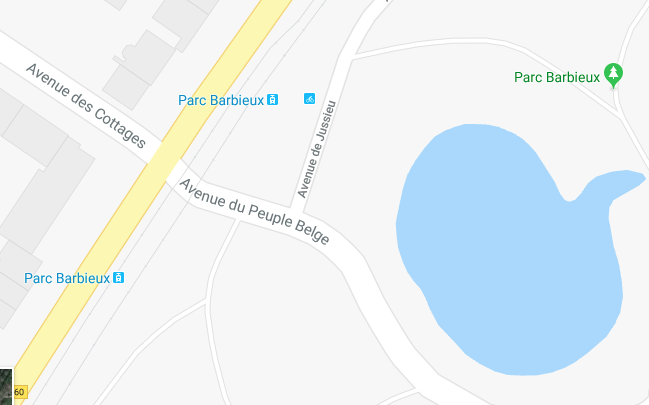 Avenue des Cottages
Parc Barbieux
Parc Barbieux
Avenue de Jussieu
Avenue du Peuple Belge
Parc Barbieux
60